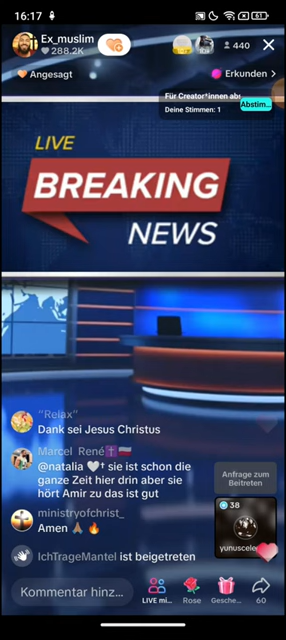 16:17
61
Ex_muslim
288,2K
440
Angesagt
Erkunden >
Für Creator*innen abs
Deine Stimmen: 1
Abstim...
LIVE
BREAKING
NEWS
"Relax"
Dank sei Jesus Christus
Marcel René
@natalia 🤍✝ sie ist schon die
ganze Zeit hier drin aber sie
hört Amir zu das ist gut
Anfrage zum
Beitreten
ministryofchrist_
Amen 🙏🏽 🔥
38
yunuscele
IchTrageMantel ist beigetreten
Kommentar hinz...
LIVE mi...
Rose
Gesche...
60